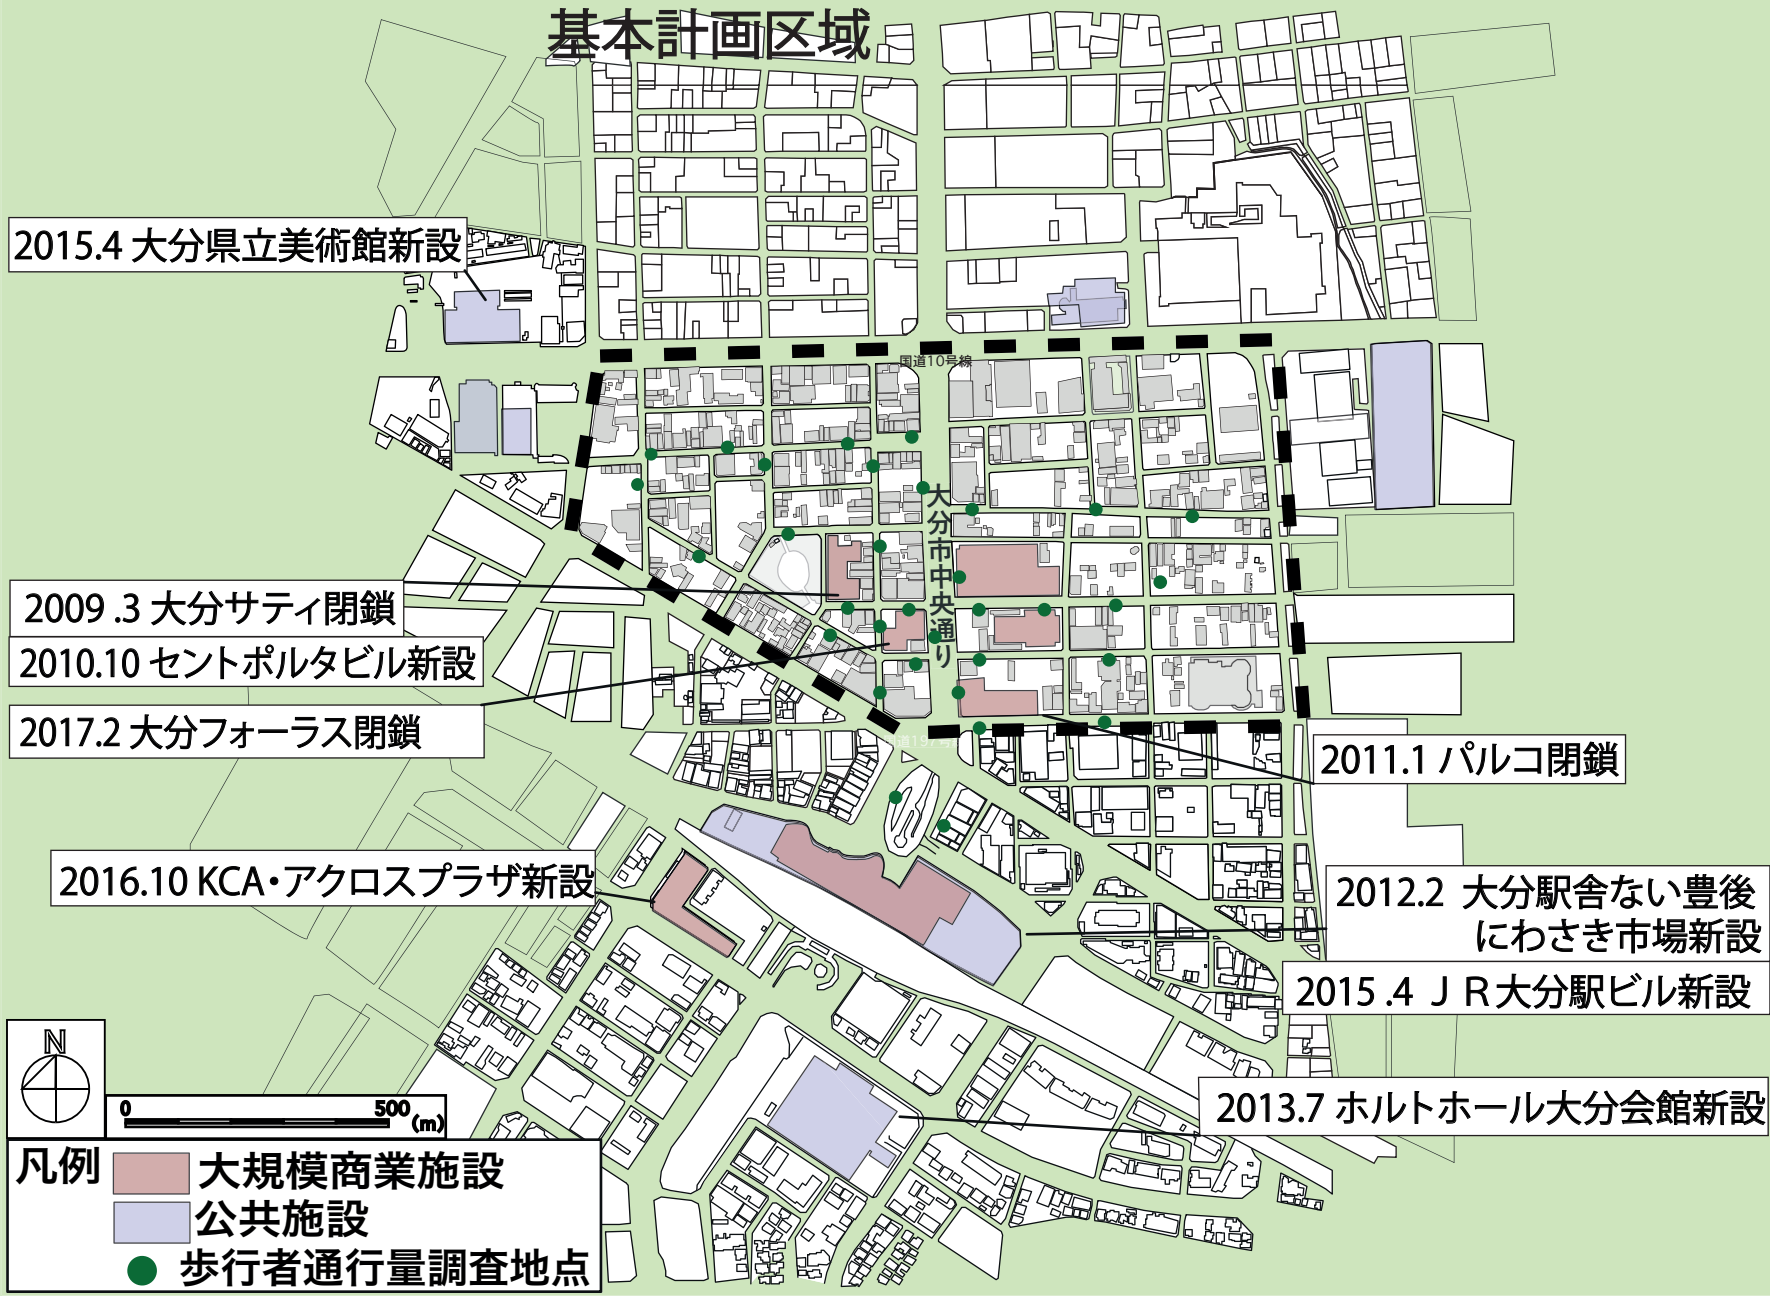 基本計画区域
2015.4 大分県立美術館新設
国道10号線
大分市中央通り
2009 .3 大分サティ閉鎖
2010.10 セントポルタビル新設
2017.2 大分フォーラス閉鎖
国道197号線
2011.1 パルコ閉鎖
2016.10 KCA・アクロスプラザ新設
2012.2 大分駅舎ない豊後
にわさき市場新設
2015 .4 ＪＲ大分駅ビル新設
2013.7 ホルトホール大分会館新設
N
0 500 (m)
凡例
大規模商業施設
公共施設
歩行者通行量調査地点